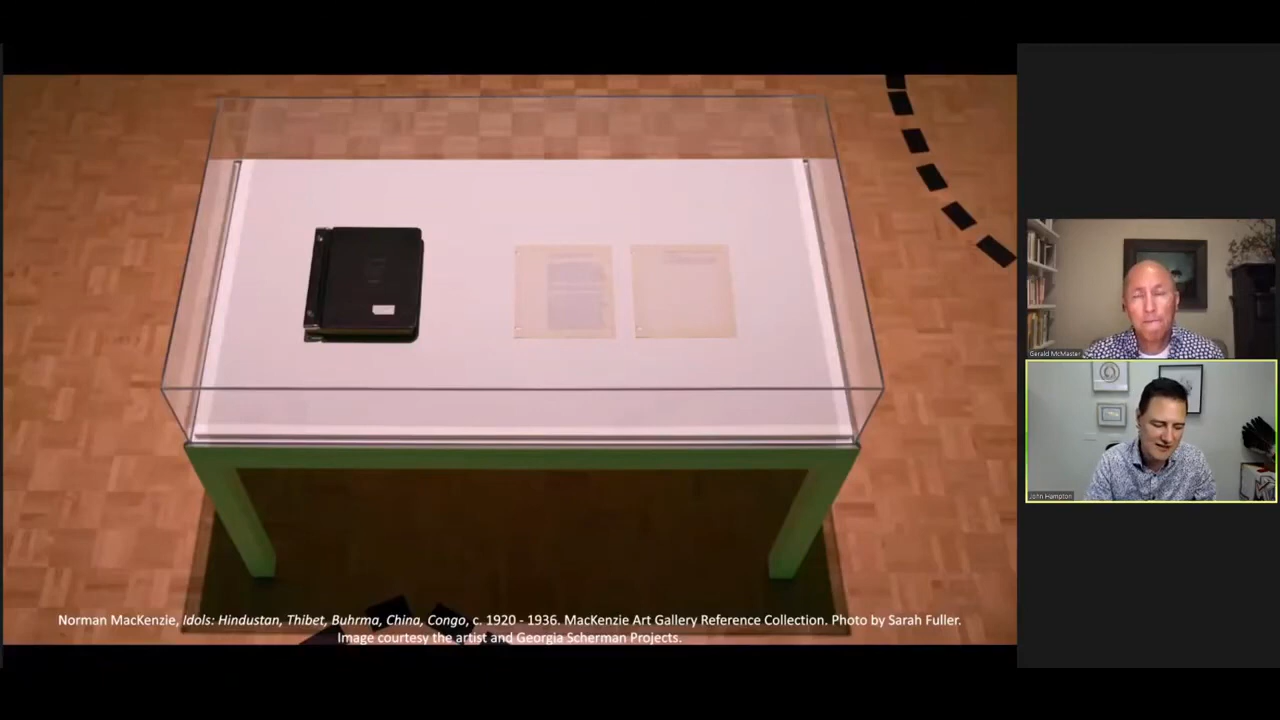 Norman MacKenzie, Idols: Hindustan, Thibet, Buhrma, China, Congo, c. 1920 - 1936. MacKenzie Art Gallery Reference Collection. Photo by Sarah Fuller.
Image courtesy the artist and Georgia Scherman Projects.
Gerald McMaster
John Hampton